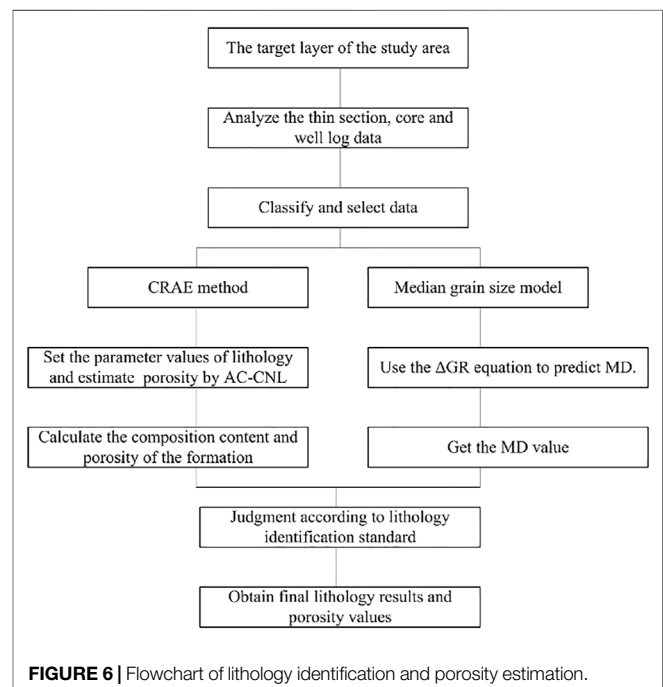 The target layer of the study area
Analyze the thin section, core and
well log data
Classify and select data
CRAE method
Median grain size model
Set the parameter values of lithology
and estimate porosity by AC-CNL
Use the ΔGR equation to predict MD.
Calculate the composition content and
porosity of the formation
Get the MD value
Judgment according to lithology
identification standard
Obtain final lithology results and
porosity values
FIGURE 6 | Flowchart of lithology identification and porosity estimation.